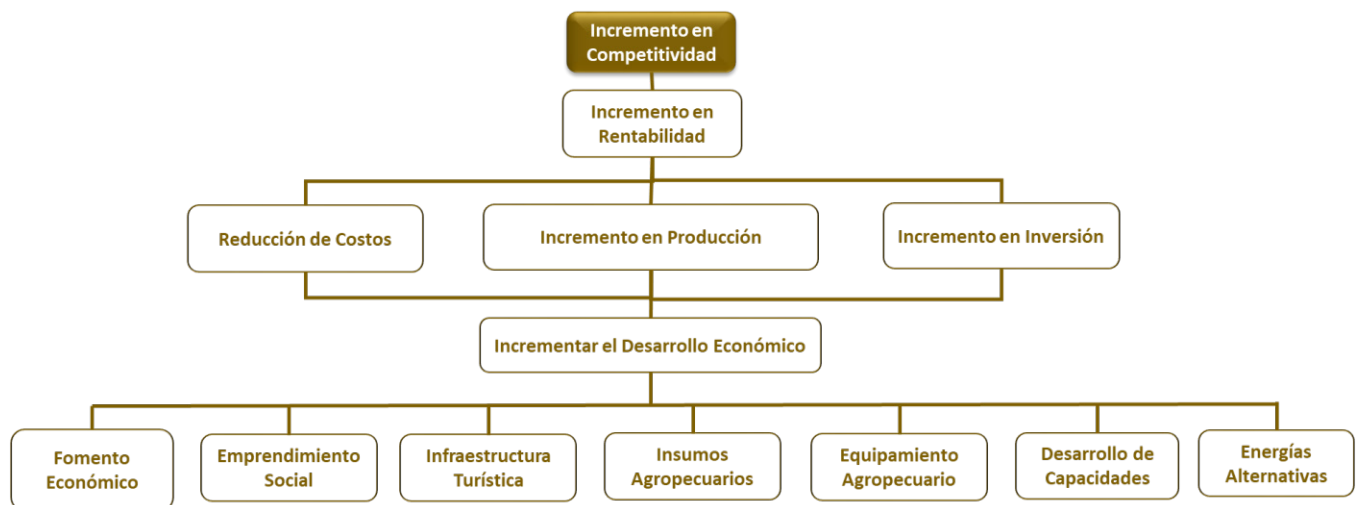 Incremento en
Competitividad
Incremento en
Rentabilidad
Reducción de Costos
Incremento en Producción
Incremento en Inversión
Incrementar el Desarrollo Económico
Fomento
Económico
Emprendimiento
Social
Infraestructura
Turística
Insumos
Agropecuarios
Equipamiento
Agropecuario
Desarrollo de
Capacidades
Energías
Alternativas